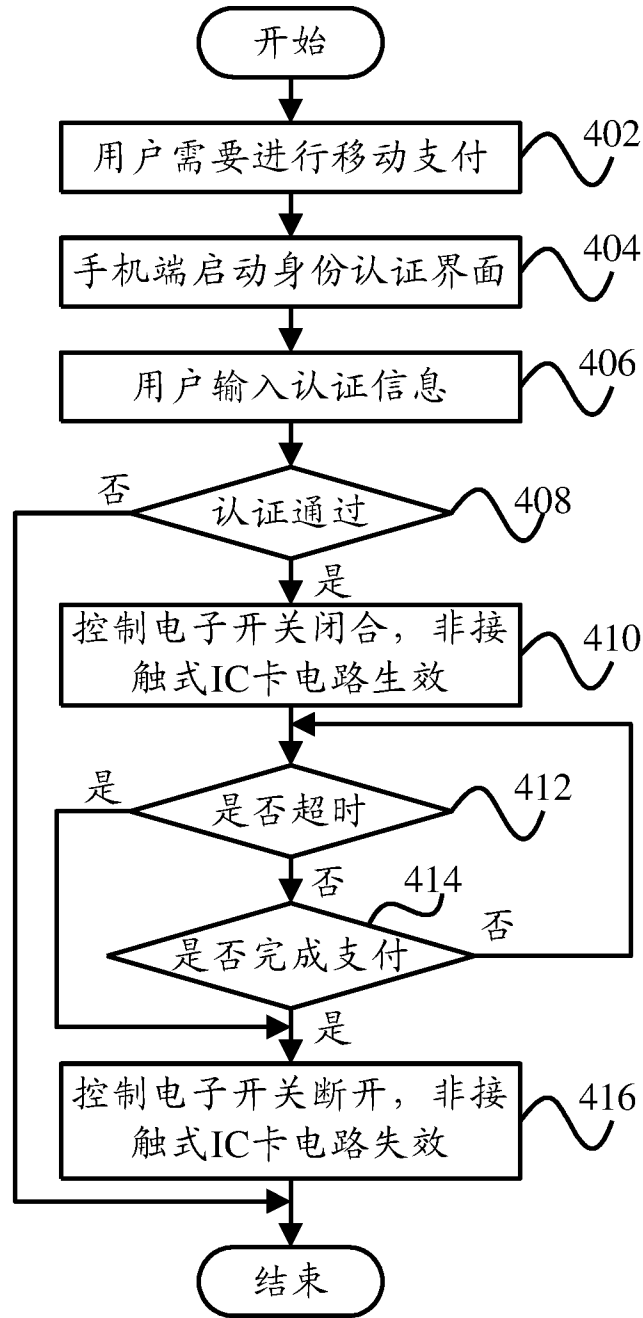 开始
用户需要进行移动支付
402
手机端启动身份认证界面
404
用户输入认证信息
406
否
认证通过
408
是
控制电子开关闭合，非接
触式IC卡电路生效
410
是
是否超时
412
否
414
是否完成支付
否
是
控制电子开关断开，非接
触式IC卡电路失效
416
结束